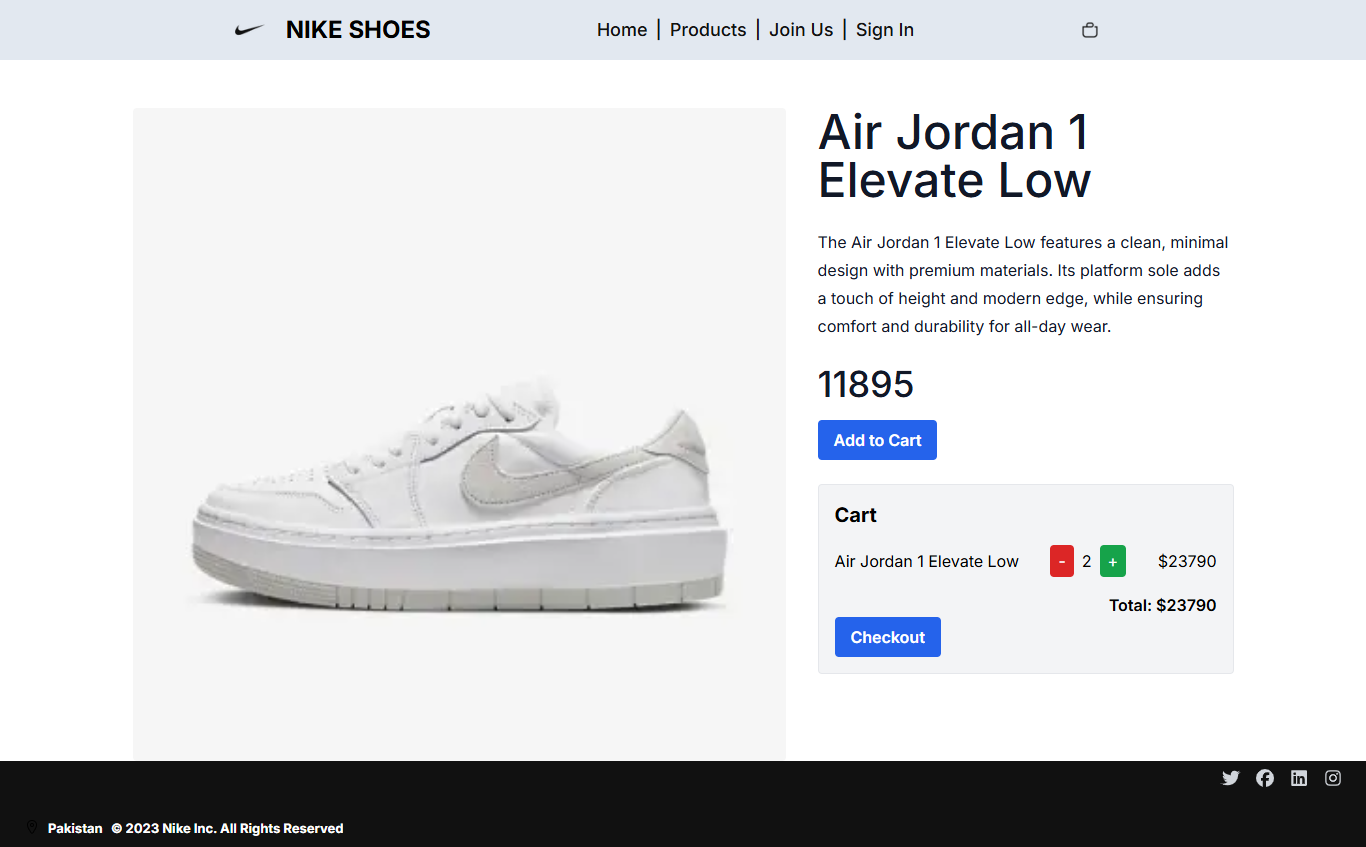 NIKE SHOES
Home | Products | Join Us | Sign In
Air Jordan 1
Elevate Low
The Air Jordan 1 Elevate Low features a clean, minimal
design with premium materials. Its platform sole adds
a touch of height and modern edge, while ensuring
comfort and durability for all-day wear.
11895
Add to Cart
Cart
Air Jordan 1 Elevate Low - 2 + $23790
Total: $23790
Checkout
Pakistan © 2023 Nike Inc. All Rights Reserved